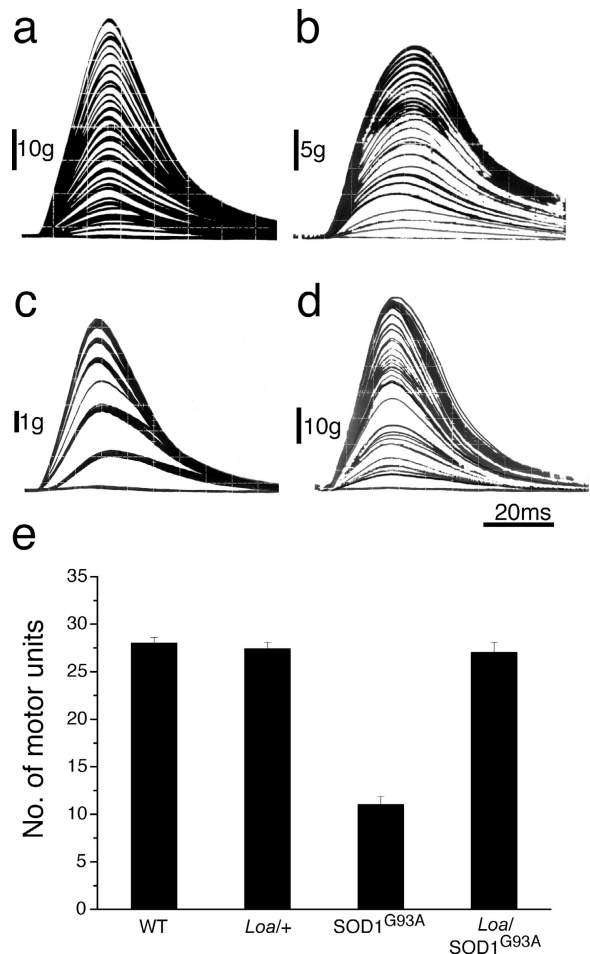 a
b
10g
5g
c
d
1g
10g
20ms
e
35
30
25
20
15
10
5
0
No. of motor units
WT
Loa/+
SOD1G93A
Loa/
SOD1G93A